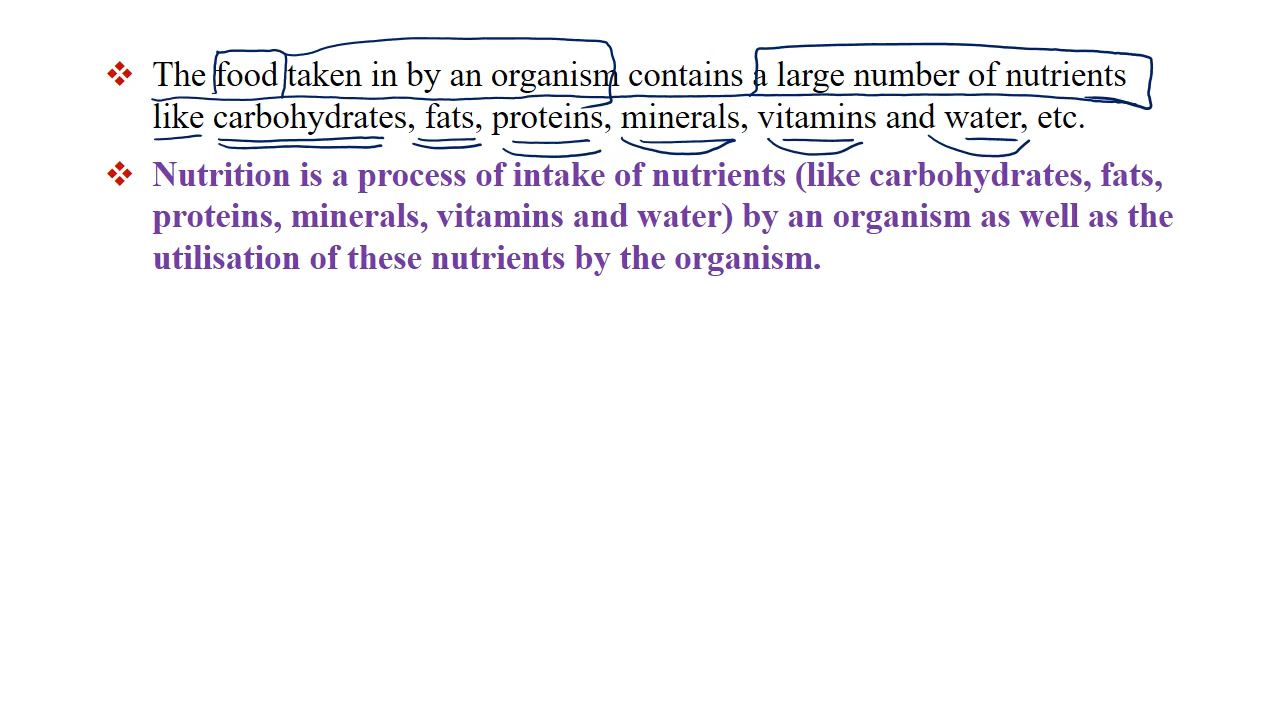 ❖ The food taken in by an organism contains a large number of nutrients
like carbohydrates, fats, proteins, minerals, vitamins and water, etc.
❖ Nutrition is a process of intake of nutrients (like carbohydrates, fats,
proteins, minerals, vitamins and water) by an organism as well as the
utilisation of these nutrients by the organism.